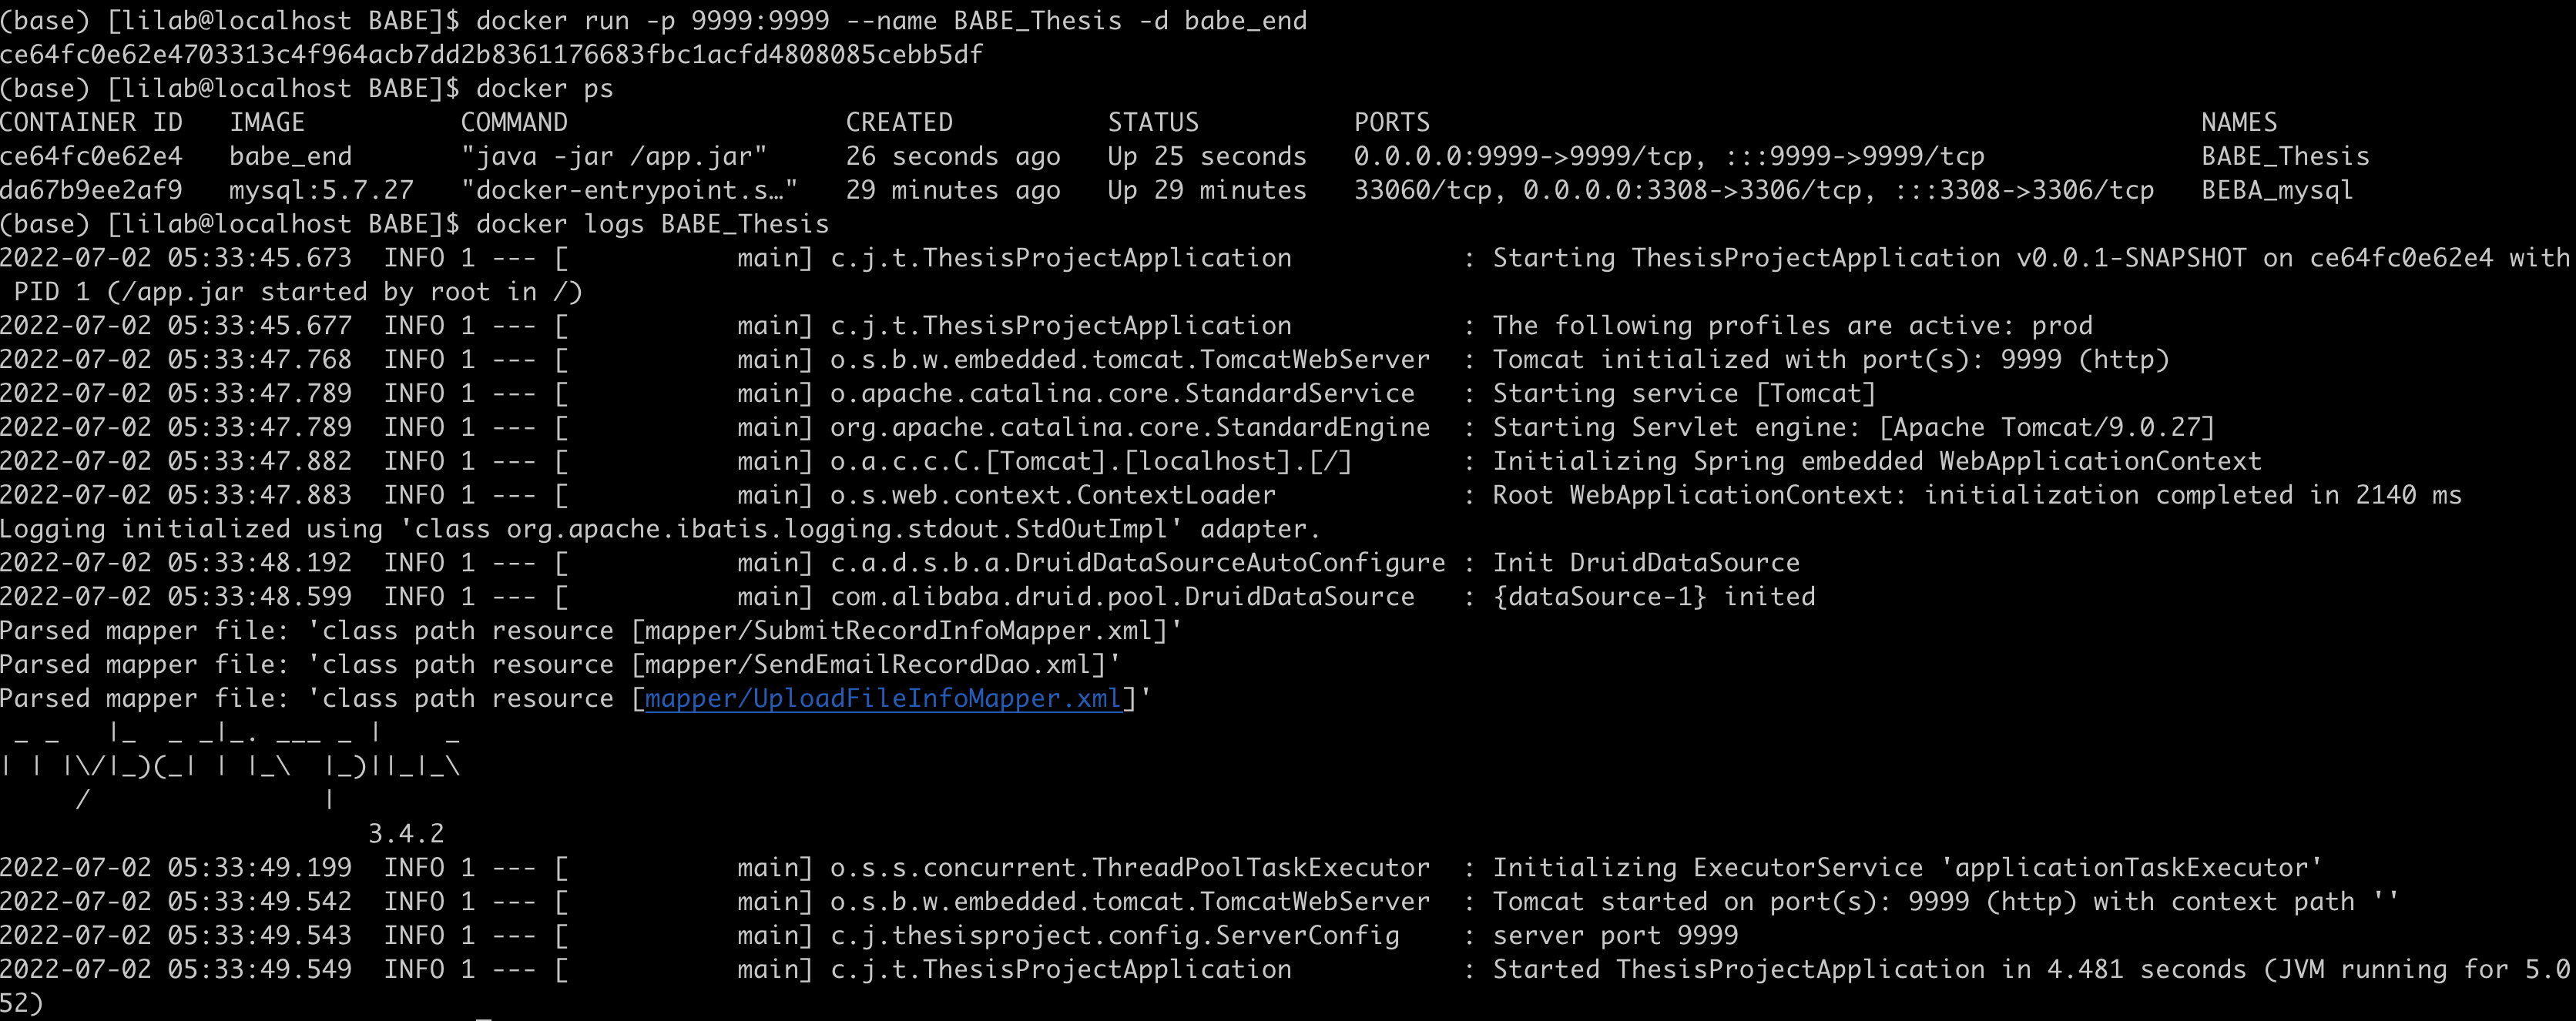 (base) [lilab@localhost BABE]$ docker run -p 9999:9999 --name BABE_Thesis -d babe_end
ce64fc0e62e4703313c4f964acb7dd2b8361176683fbc1acfd4808085cebb5df
(base) [lilab@localhost BABE]$ docker ps
CONTAINER ID   IMAGE          COMMAND                  CREATED          STATUS          PORTS                                                  NAMES
ce64fc0e62e4   babe_end       "java -jar /app.jar"     26 seconds ago   Up 25 seconds   0.0.0.0:9999->9999/tcp, :::9999->9999/tcp              BABE_Thesis
da67b9ee2af9   mysql:5.7.27   "docker-entrypoint.s…"   29 minutes ago   Up 29 minutes   33060/tcp, 0.0.0.0:3308->3306/tcp, :::3308->3306/tcp   BEBA_mysql
(base) [lilab@localhost BABE]$ docker logs BABE_Thesis
2022-07-02 05:33:45.673  INFO 1 --- [           main] c.j.t.ThesisProjectApplication           : Starting ThesisProjectApplication v0.0.1-SNAPSHOT on ce64fc0e62e4 with
 PID 1 (/app.jar started by root in /)
2022-07-02 05:33:45.677  INFO 1 --- [           main] c.j.t.ThesisProjectApplication           : The following profiles are active: prod
2022-07-02 05:33:47.768  INFO 1 --- [           main] o.s.b.w.embedded.tomcat.TomcatWebServer  : Tomcat initialized with port(s): 9999 (http)
2022-07-02 05:33:47.789  INFO 1 --- [           main] o.apache.catalina.core.StandardService   : Starting service [Tomcat]
2022-07-02 05:33:47.789  INFO 1 --- [           main] org.apache.catalina.core.StandardEngine  : Starting Servlet engine: [Apache Tomcat/9.0.27]
2022-07-02 05:33:47.882  INFO 1 --- [           main] o.a.c.c.C.[Tomcat].[localhost].[/]       : Initializing Spring embedded WebApplicationContext
2022-07-02 05:33:47.883  INFO 1 --- [           main] o.s.web.context.ContextLoader            : Root WebApplicationContext: initialization completed in 2140 ms
Logging initialized using 'class org.apache.ibatis.logging.stdout.StdOutImpl' adapter.
2022-07-02 05:33:48.192  INFO 1 --- [           main] c.a.d.s.b.a.DruidDataSourceAutoConfigure : Init DruidDataSource
2022-07-02 05:33:48.599  INFO 1 --- [           main] com.alibaba.druid.pool.DruidDataSource   : {dataSource-1} inited
Parsed mapper file: 'class path resource [mapper/SubmitRecordInfoMapper.xml]'
Parsed mapper file: 'class path resource [mapper/SendEmailRecordDao.xml]'
Parsed mapper file: 'class path resource [mapper/UploadFileInfoMapper.xml]'
 _ _   |_  _ _|_. ___ _ |    _
| | |\/|_)(_| | |_\  |_)||_|_\
     /               |
                        3.4.2
2022-07-02 05:33:49.199  INFO 1 --- [           main] o.s.s.concurrent.ThreadPoolTaskExecutor  : Initializing ExecutorService 'applicationTaskExecutor'
2022-07-02 05:33:49.542  INFO 1 --- [           main] o.s.b.w.embedded.tomcat.TomcatWebServer  : Tomcat started on port(s): 9999 (http) with context path ''
2022-07-02 05:33:49.543  INFO 1 --- [           main] c.j.thesisproject.config.ServerConfig    : server port 9999
2022-07-02 05:33:49.549  INFO 1 --- [           main] c.j.t.ThesisProjectApplication           : Started ThesisProjectApplication in 4.481 seconds (JVM running for 5.0
52)